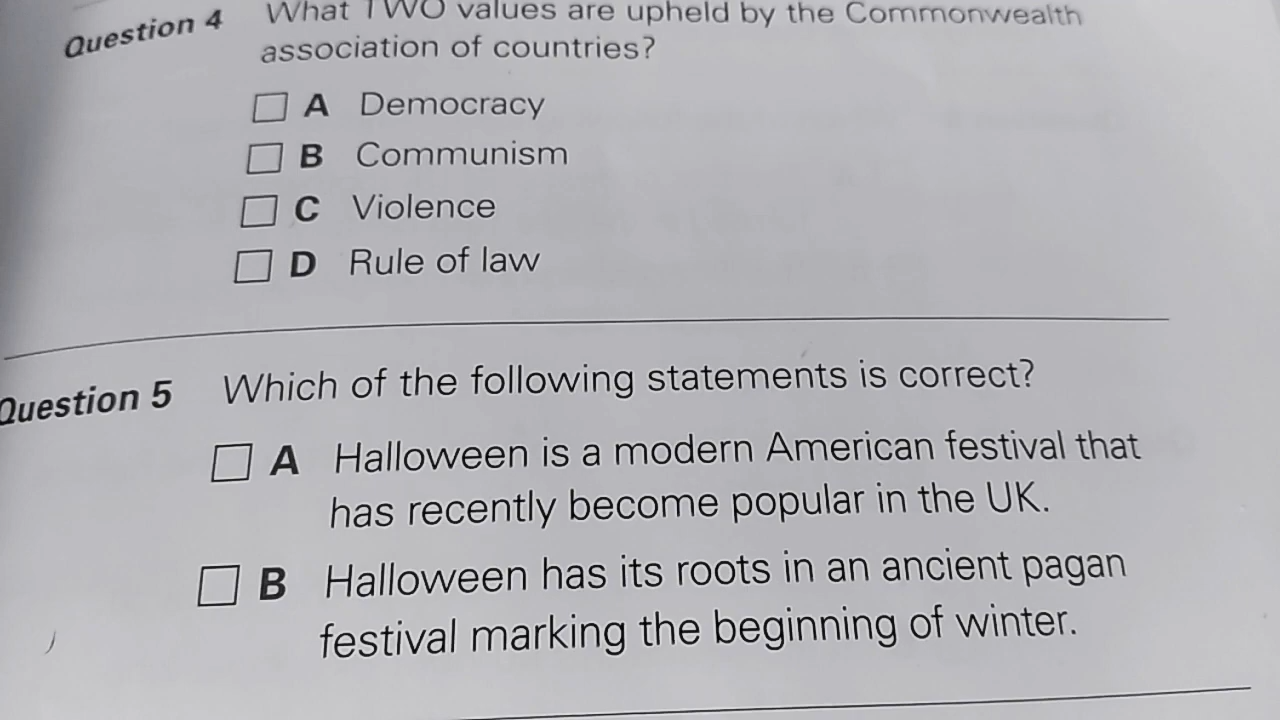 Question 4 What TWO values are upheld by the Commonwealth
association of countries?
A Democracy
B Communism
C Violence
D Rule of law
Question 5 Which of the following statements is correct?
A Halloween is a modern American festival that
has recently become popular in the UK.
B Halloween has its roots in an ancient pagan
festival marking the beginning of winter.